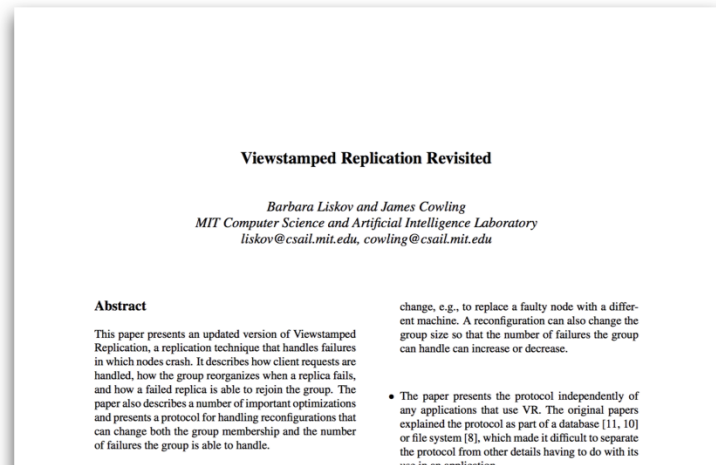 Viewstamped Replication Revisited
Barbara Liskov and James Cowling
MIT Computer Science and Artificial Intelligence Laboratory
liskov@csail.mit.edu, cowling@csail.mit.edu
Abstract
This paper presents an updated version of Viewstamped
Replication, a replication technique that handles failures
in which nodes crash. It describes how client requests are
handled, how the group reorganizes when a replica fails,
and how a failed replica is able to rejoin the group. The
paper also describes a number of important optimizations
and presents a protocol for handling reconfigurations that
can change both the group membership and the number
of failures the group is able to handle.
change, e.g., to replace a faulty node with a differ-
ent machine. A reconfiguration can also change the
group size so that the number of failures the group
can handle can increase or decrease.
• The paper presents the protocol independently of
any applications that use VR. The original papers
explained the protocol as part of a database [11, 10]
or file system [8], which made it difficult to separate
the protocol from other details having to do with its
use in an application.